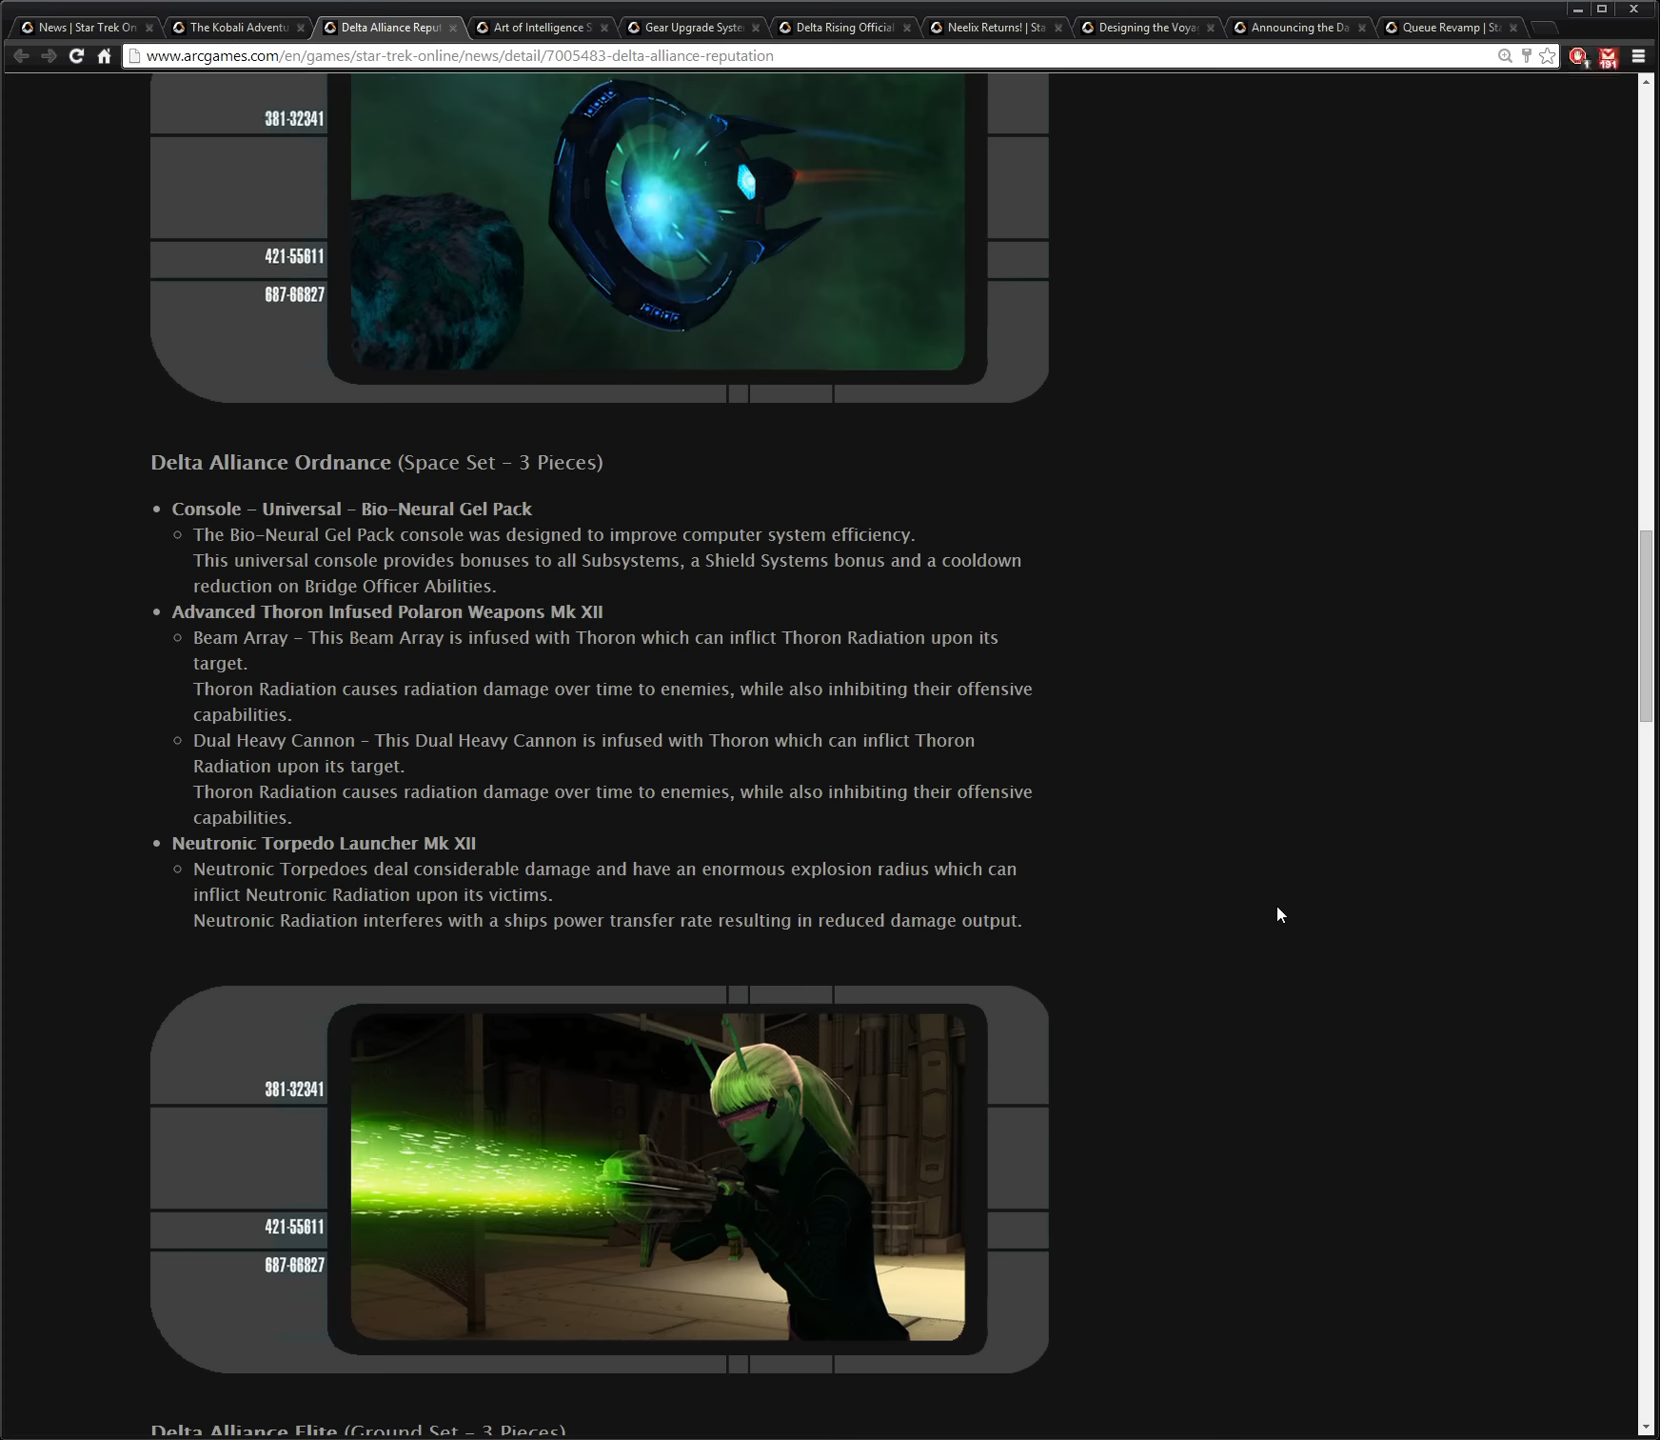 News | Star Trek On
The Kobali Adventu
Delta Alliance Reput
Art of Intelligence S
Gear Upgrade Syste
Delta Rising Official
Neelix Returns! | Sta
Designing the Voya
Announcing the Da
Queue Revamp | Sta
www.arcgames.com/en/games/star-trek-online/news/detail/7005483-delta-alliance-reputation
1
191
381-32341
421-55611
687-66827
Delta Alliance Ordnance (Space Set – 3 Pieces)
Console – Universal – Bio-Neural Gel Pack
The Bio-Neural Gel Pack console was designed to improve computer system efficiency.
This universal console provides bonuses to all Subsystems, a Shield Systems bonus and a cooldown
reduction on Bridge Officer Abilities.
Advanced Thoron Infused Polaron Weapons Mk XII
Beam Array – This Beam Array is infused with Thoron which can inflict Thoron Radiation upon its
target.
Thoron Radiation causes radiation damage over time to enemies, while also inhibiting their offensive
capabilities.
Dual Heavy Cannon – This Dual Heavy Cannon is infused with Thoron which can inflict Thoron
Radiation upon its target.
Thoron Radiation causes radiation damage over time to enemies, while also inhibiting their offensive
capabilities.
Neutronic Torpedo Launcher Mk XII
Neutronic Torpedoes deal considerable damage and have an enormous explosion radius which can
inflict Neutronic Radiation upon its victims.
Neutronic Radiation interferes with a ships power transfer rate resulting in reduced damage output.
381-32341
421-55611
687-66827
Delta Alliance Elite (Ground Set – 3 Pieces)